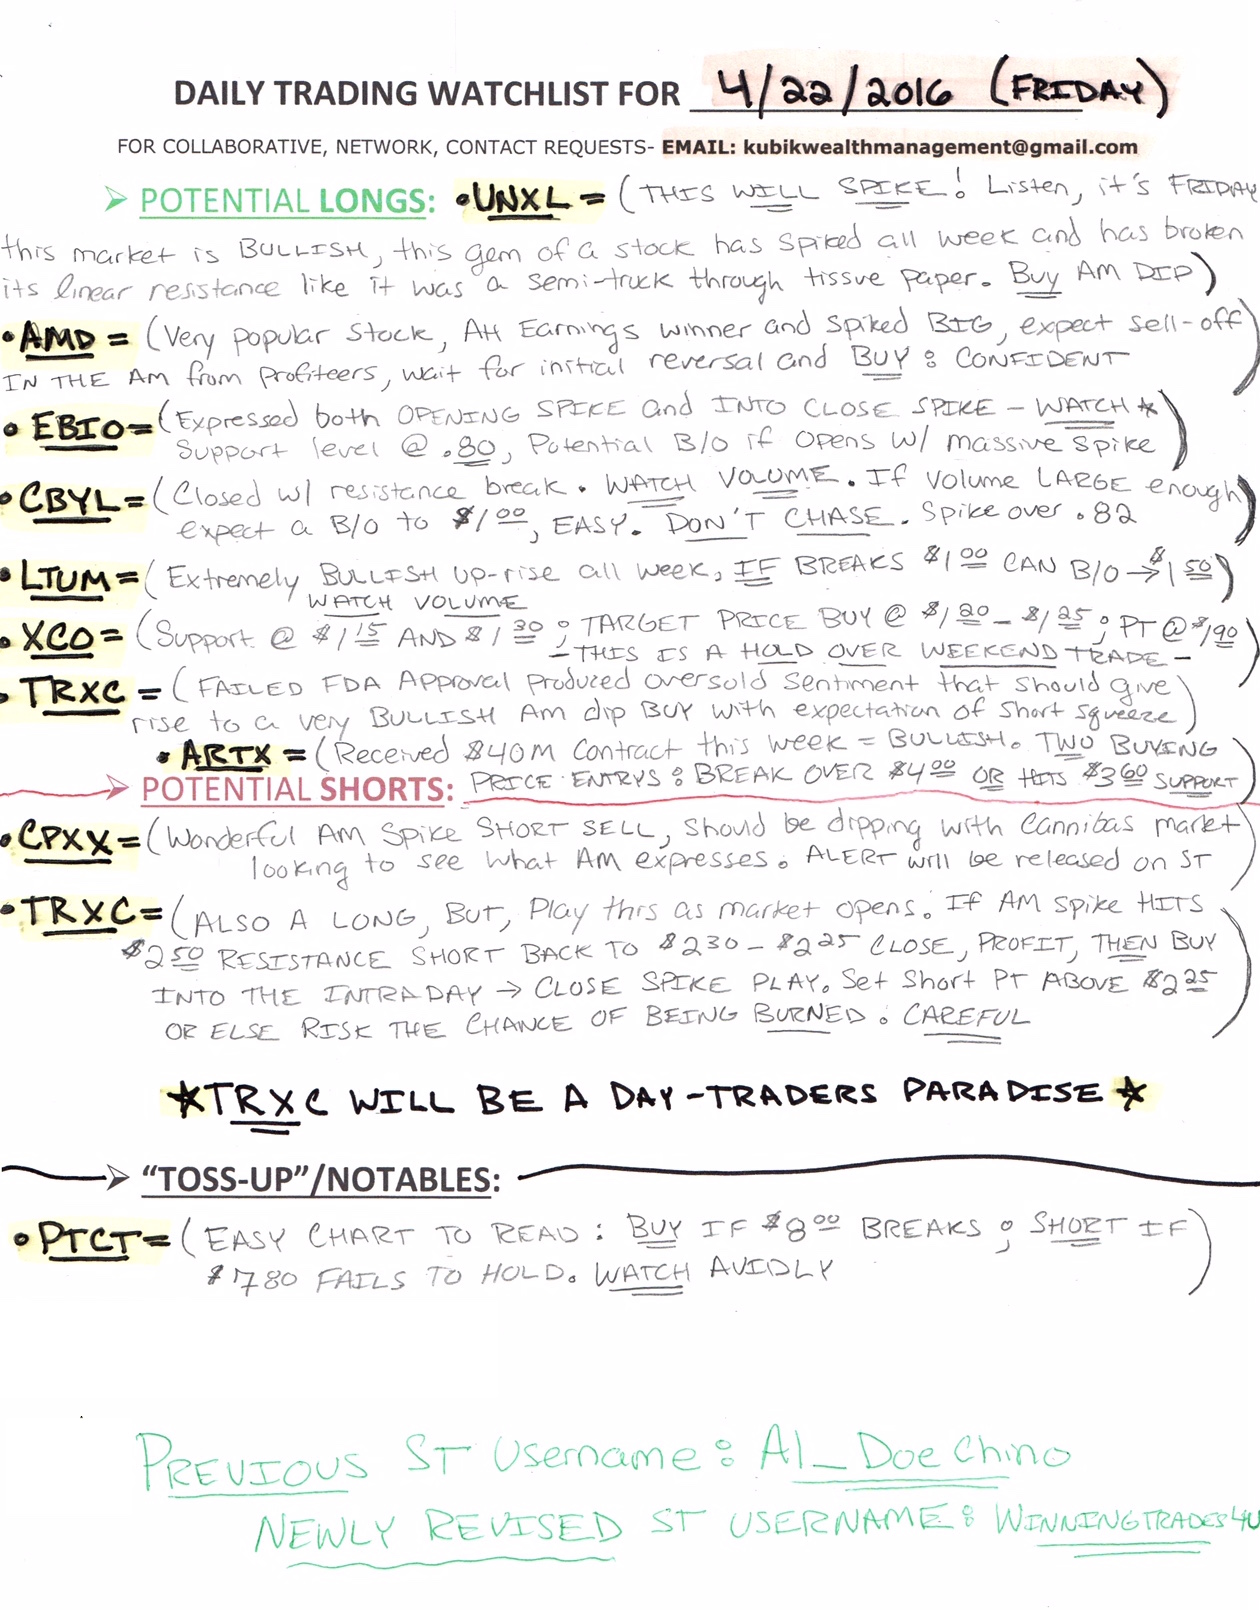 DAILY TRADING WATCHLIST FOR 4/22/2016 (FRIDAY)
FOR COLLABORATIVE, NETWORK, CONTACT REQUESTS- EMAIL: kubikwealthmanagement@gmail.com
➢ POTENTIAL LONGS: •UNXL = (THIS WILL SPIKE! Listen, it's FRIDAY
this market is BULLISH, this gem of a stock has spiked all week and has broken
its linear resistance like it was a semi-truck through tissue paper. Buy AM DIP)
•AMD = (Very popular stock, AH Earnings winner and spiked BIG, expect sell-off
IN THE AM from profiteers, wait for initial reversal and BUY : CONFIDENT)
• EBIO= (Expressed both OPENING SPIKE and INTO CLOSE SPIKE - WATCH *
Support level @ .80, Potential B/O if opens w/ massive spike)
•CBYL= (Closed w/ resistance break. WATCH VOLUME. If volume LARGE enough
expect a B/O to $1.00, EASY. DON'T CHASE. Spike over .82)
•LTUM= (Extremely BULLISH up-rise all week, IF BREAKS $1.00 CAN B/O → $1.50)
WATCH VOLUME
•XCO= (Support @ $1.15 AND $1.30 ; TARGET PRICE BUY @ $1.20 - $1.25 ; PT @ $1.90)
- THIS IS A HOLD OVER WEEKEND TRADE -
•TRXC = (FAILED FDA Approval produced oversold sentiment that should give
rise to a very BULLISH Am dip BUY with expectation of short squeeze)
•ARTX = (Received $40M Contract this week = BULLISH. TWO BUYING
➢ POTENTIAL SHORTS: PRICE ENTRYS : BREAK OVER $4.00 OR HITS $3.60 SUPPORT)
•CPXX= (Wonderful AM Spike SHORT SELL, should be dipping with Cannibas market
looking to see what AM expresses. ALERT will be released on ST)
•TRXC= (ALSO A LONG, BUT, Play this as market opens. If AM spike HITS
$2.50 RESISTANCE SHORT BACK TO $2.30 - $2.25 CLOSE, PROFIT, THEN BUY
INTO THE INTRADAY → CLOSE SPIKE PLAY. Set Short PT ABOVE $2.25
OR ELSE RISK THE CHANCE OF BEING BURNED : CAREFUL)
*TRXC WILL BE A DAY-TRADERS PARADISE *
➢ "TOSS-UP"/NOTABLES:
• PTCT= (EASY CHART TO READ : BUY IF $8.00 BREAKS ; SHORT IF
$7.80 FAILS TO HOLD. WATCH AVIDLY)
PREVIOUS ST Username : Al_DoeChino
NEWLY REVISED ST USERNAME : WINNINGTRADES4U